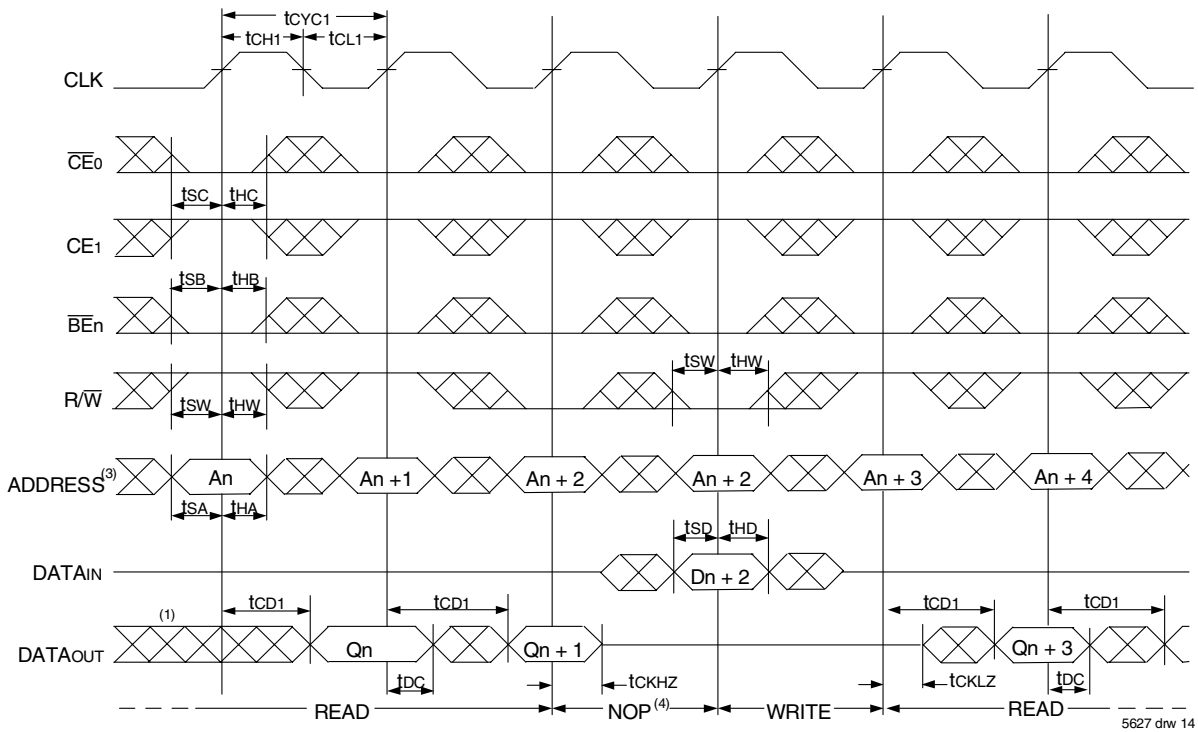 tCYC1
tCH1 tCL1
CLK
CE0
tSC tHC
CE1
tSB tHB
BEn
tSW tHW
R/W
tSW tHW
ADDRESS(3) An An +1 An + 2 An + 2 An + 3 An + 4
tSA tHA
tSD tHD
DATAIN Dn + 2
(1) tCD1 tCD1 tCD1 tCD1
DATAOUT Qn Qn + 1 Qn + 3
tDC tCKHZ tCKLZ tDC
READ NOP(4) WRITE READ
5627 drw 14